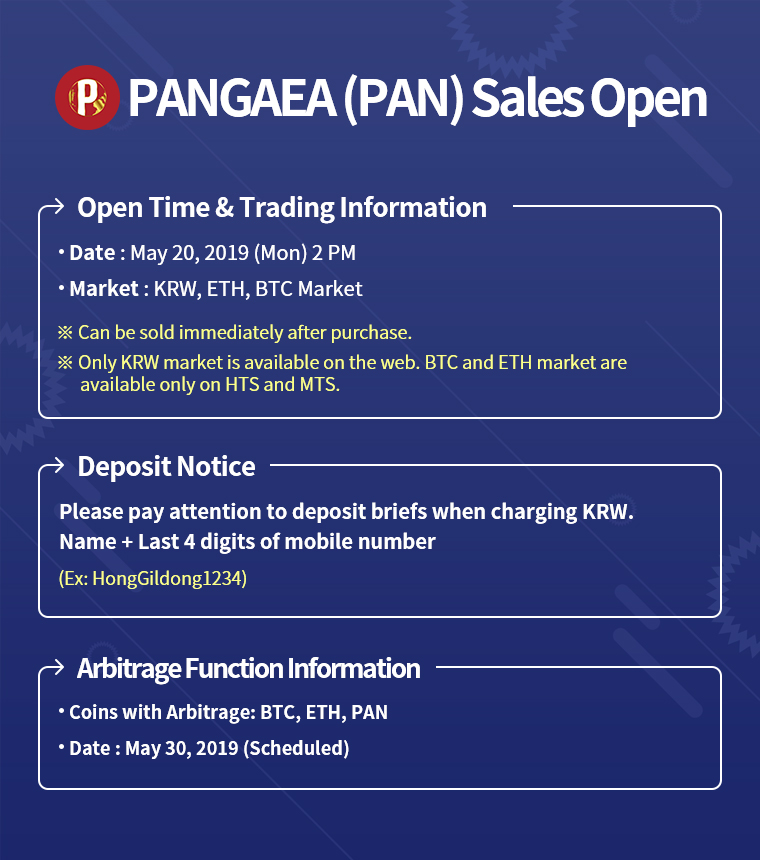 P
PANGAEA (PAN) Sales Open
Open Time & Trading Information
• Date : May 20, 2019 (Mon) 2 PM
• Market : KRW, ETH, BTC Market
※ Can be sold immediately after purchase.
※ Only KRW market is available on the web. BTC and ETH market are
available only on HTS and MTS.
Deposit Notice
Please pay attention to deposit briefs when charging KRW.
Name + Last 4 digits of mobile number
(Ex: HongGildong1234)
Arbitrage Function Information
• Coins with Arbitrage: BTC, ETH, PAN
• Date : May 30, 2019 (Scheduled)